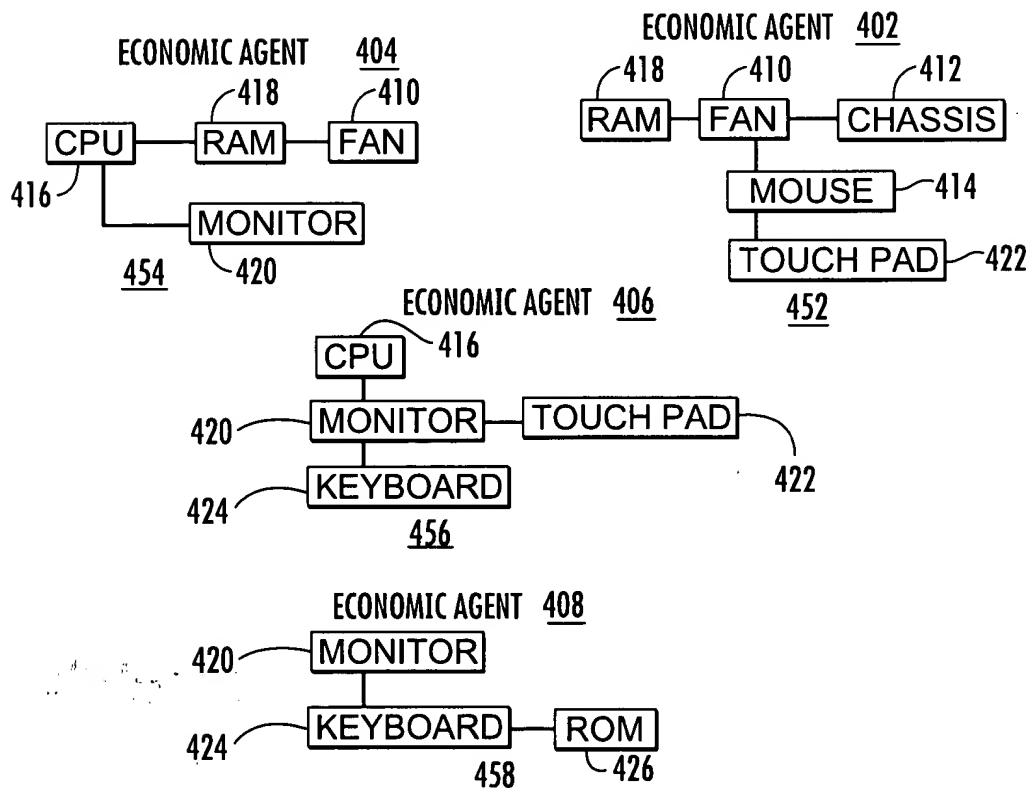 ECONOMIC AGENT 404
418
410
CPU
RAM
FAN
416
MONITOR
420
454
ECONOMIC AGENT 402
418
410
412
RAM
FAN
CHASSIS
MOUSE
414
TOUCH PAD
422
452
ECONOMIC AGENT 406
416
CPU
420
MONITOR
TOUCH PAD
422
424
KEYBOARD
456
ECONOMIC AGENT 408
420
MONITOR
424
KEYBOARD
ROM
458
426